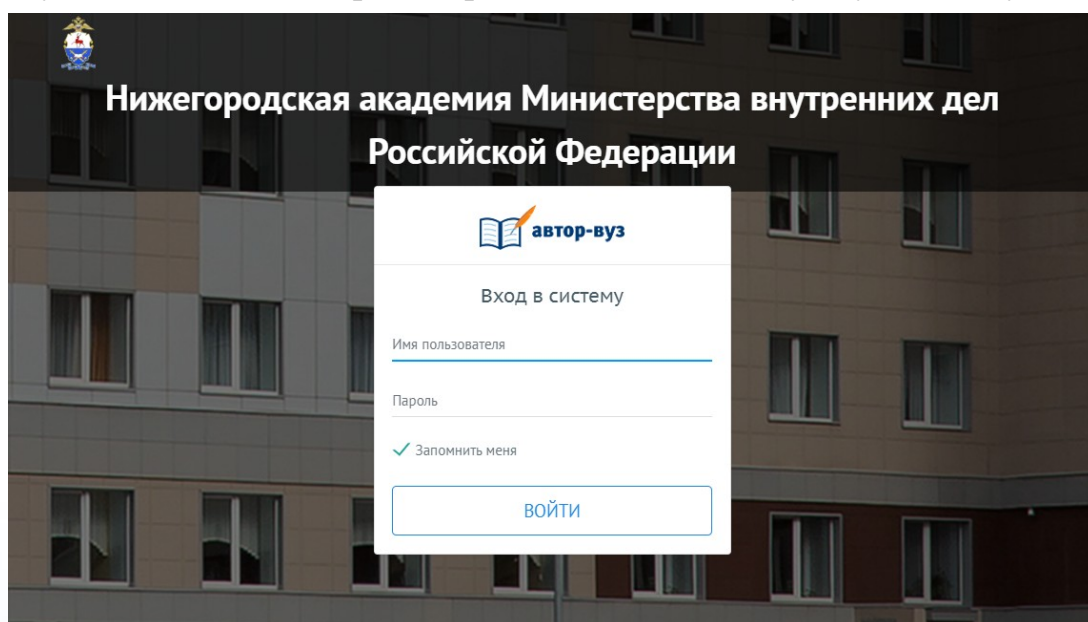 Нижегородская академия Министерства внутренних дел
Российской Федерации
автор-вуз
Вход в систему
Имя пользователя
Пароль
Запомнить меня
ВОЙТИ